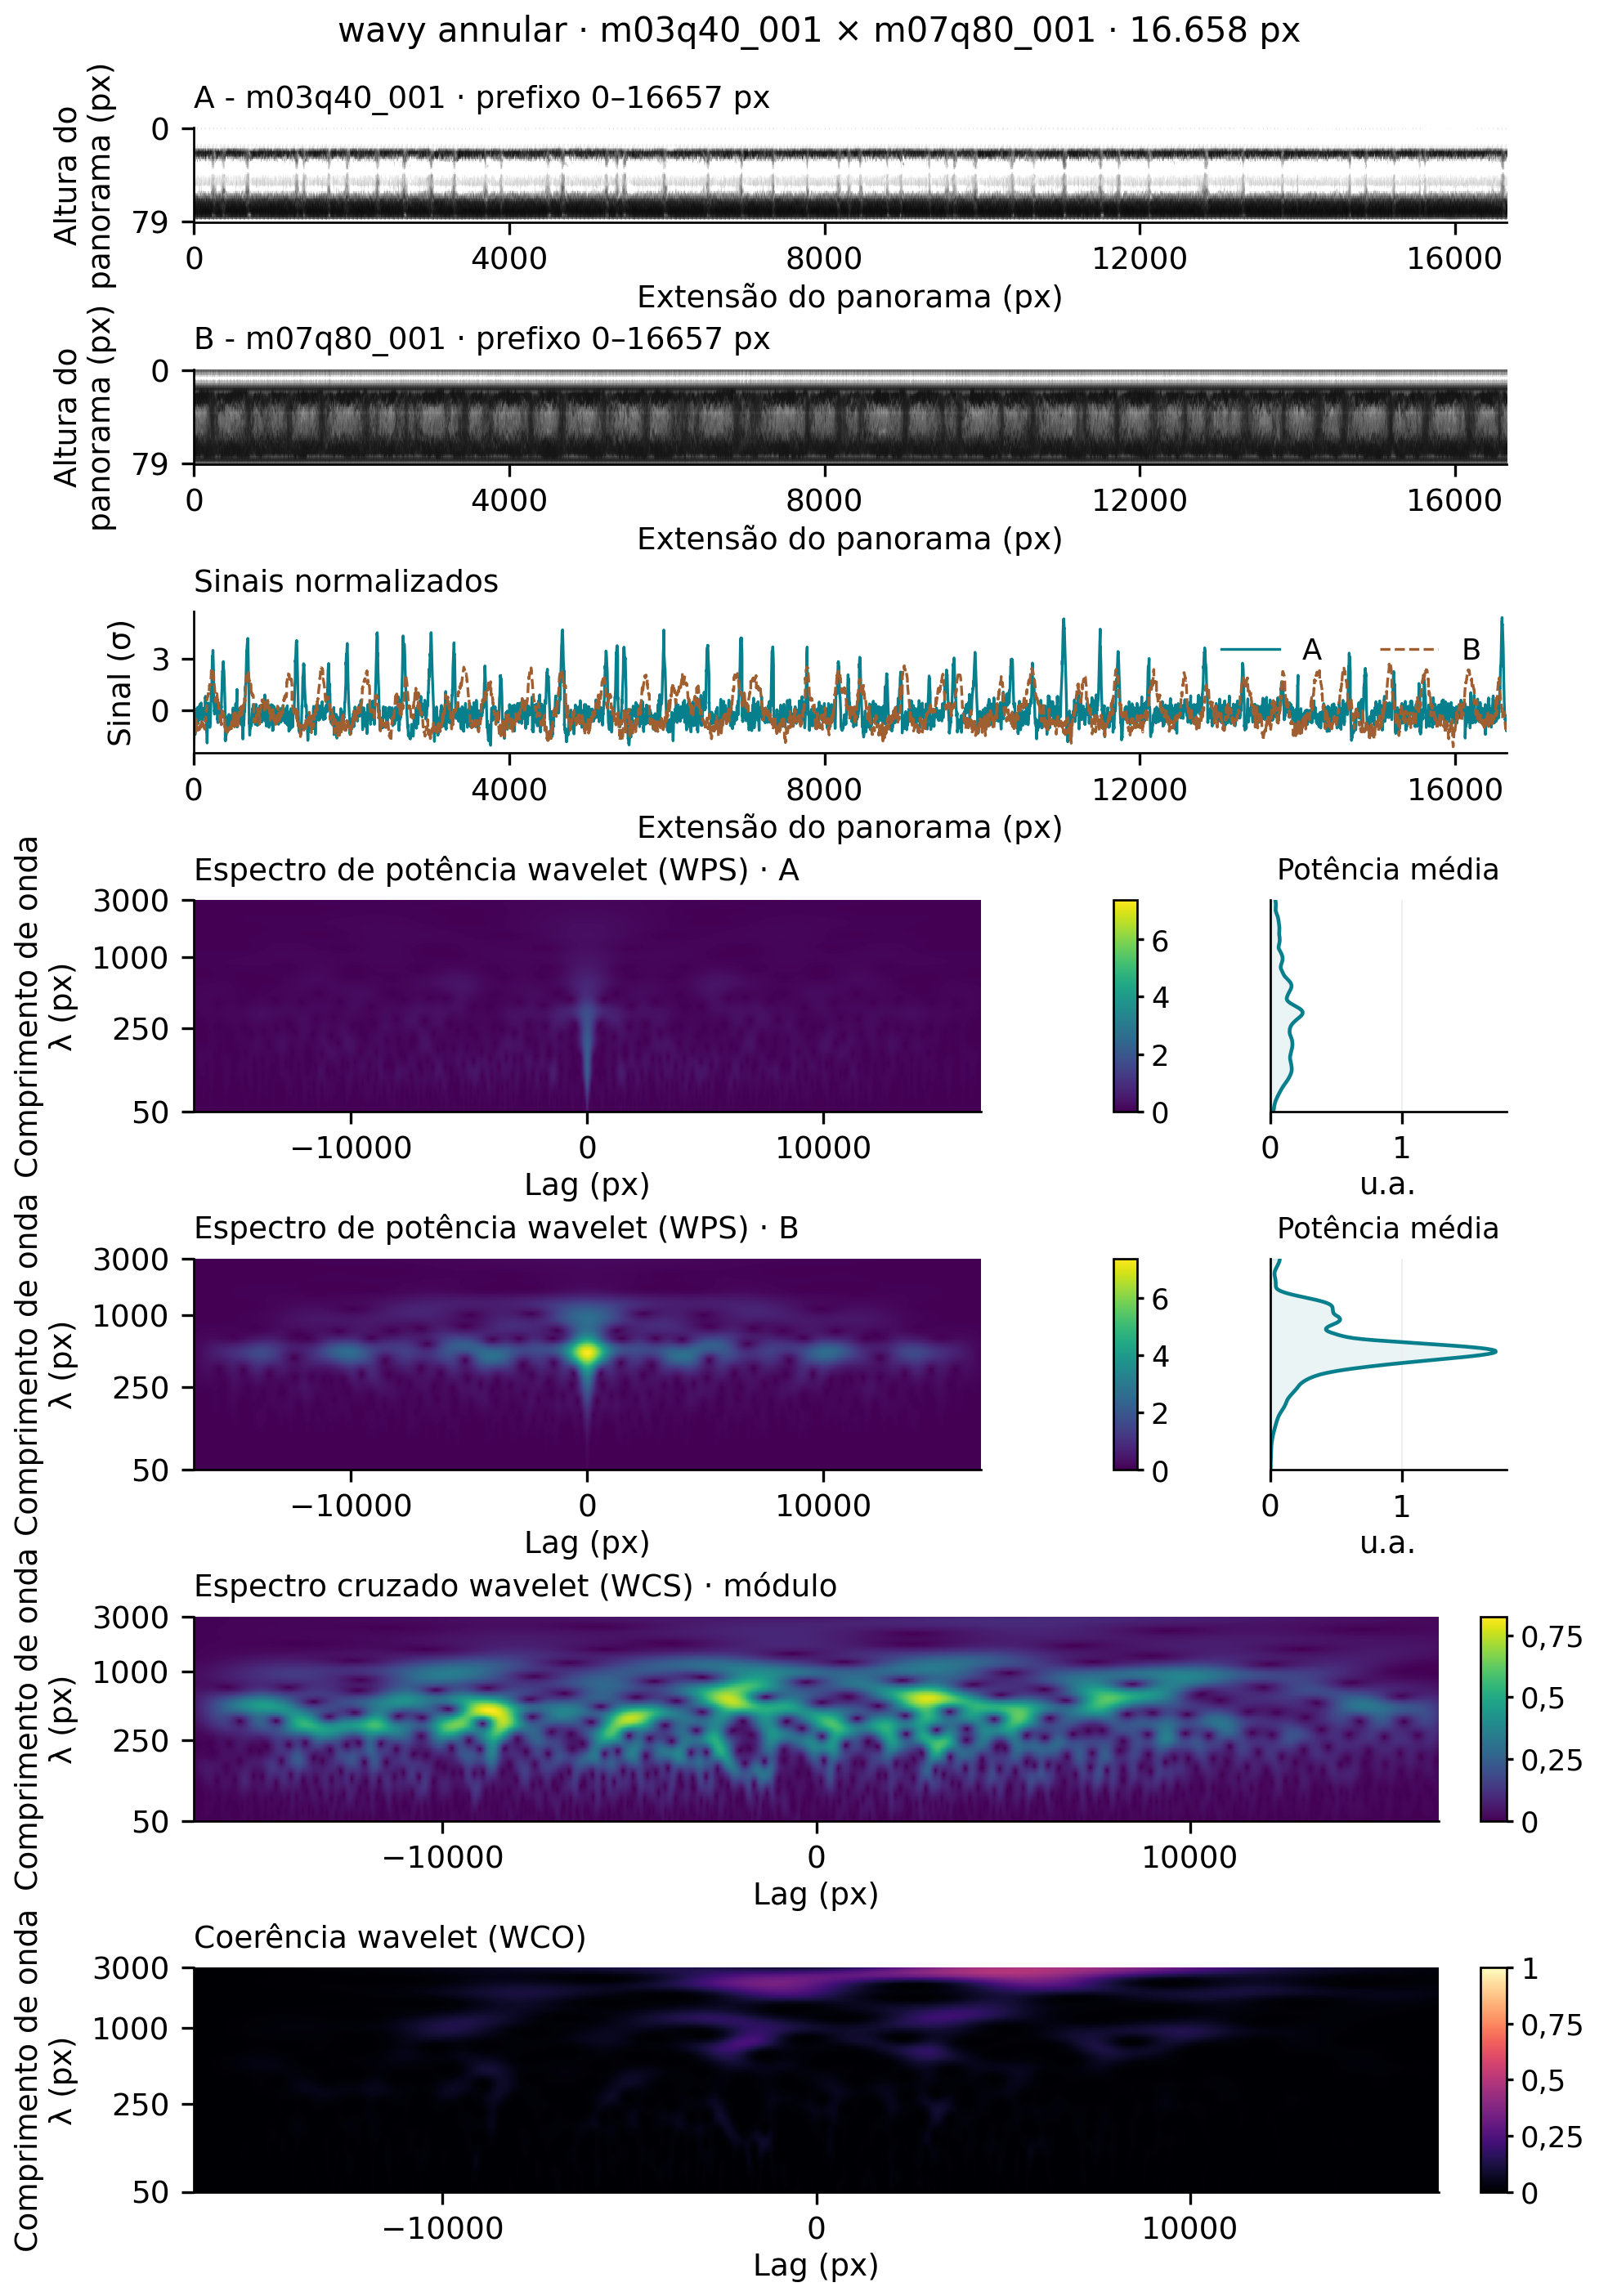 wavy annular · m03q40_001 × m07q80_001 · 16.658 px
A - m03q40_001 · prefixo 0–16657 px
Altura do
panorama (px)
0
79
0 4000 8000 12000 16000
Extensão do panorama (px)
B - m07q80_001 · prefixo 0–16657 px
Altura do
panorama (px)
0
79
0 4000 8000 12000 16000
Extensão do panorama (px)
Sinais normalizados
Sinal (σ)
3
0
A B
0 4000 8000 12000 16000
Extensão do panorama (px)
Espectro de potência wavelet (WPS) · A
Comprimento de onda
λ (px)
3000
1000
250
50
−10000 0 10000
Lag (px)
6
4
2
0
Potência média
0 1
u.a.
Espectro de potência wavelet (WPS) · B
Comprimento de onda
λ (px)
3000
1000
250
50
−10000 0 10000
Lag (px)
6
4
2
0
Potência média
0 1
u.a.
Espectro cruzado wavelet (WCS) · módulo
Comprimento de onda
λ (px)
3000
1000
250
50
−10000 0 10000
Lag (px)
0,75
0,5
0,25
0
Coerência wavelet (WCO)
Comprimento de onda
λ (px)
3000
1000
250
50
−10000 0 10000
Lag (px)
1
0,75
0,5
0,25
0